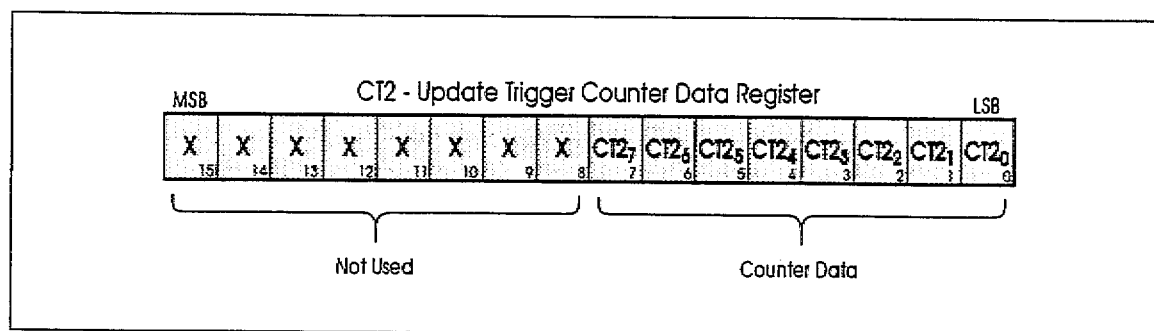 CT2 - Update Trigger Counter Data Register
MSB LSB
X X X X X X X X CT2₇ CT2₆ CT2₅ CT2₄ CT2₃ CT2₂ CT2₁ CT2₀
15 14 13 12 11 10 9 8 7 6 5 4 3 2 1 0
Not Used Counter Data